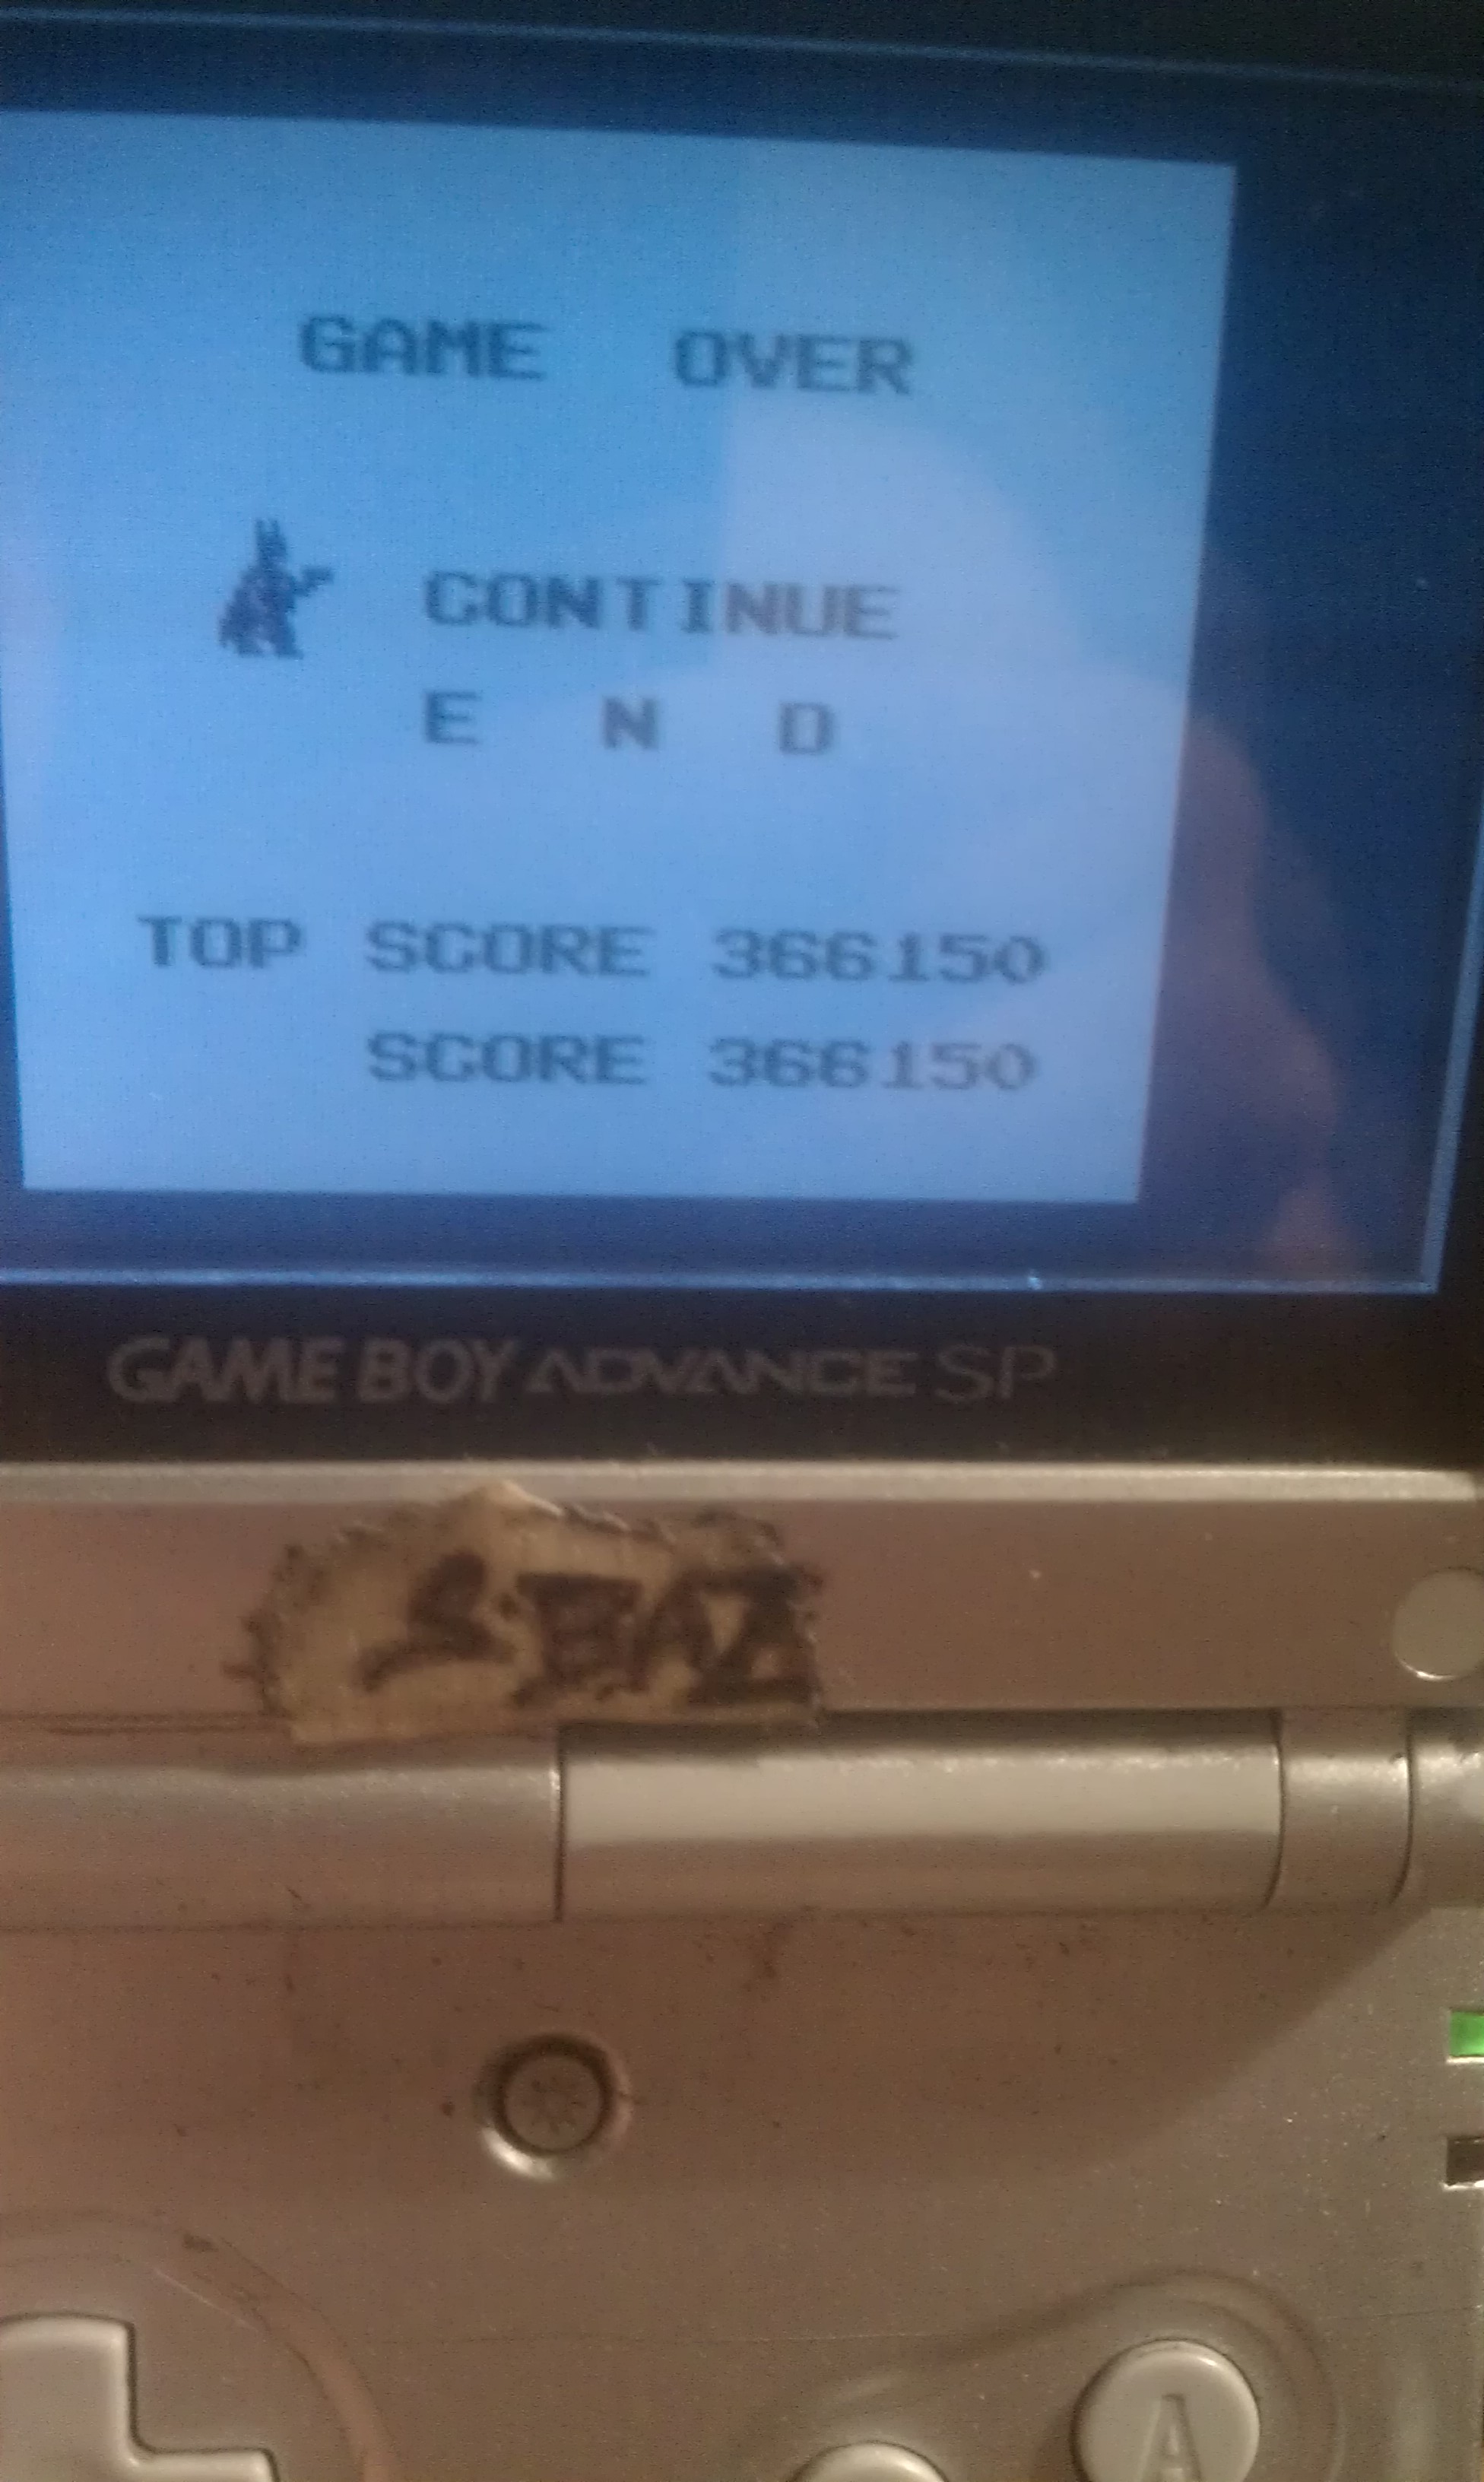 GAME OVER
CONTINUE
E N D
TOP SCORE 366150
SCORE 366150
GAME BOY ADVANCE SP
A